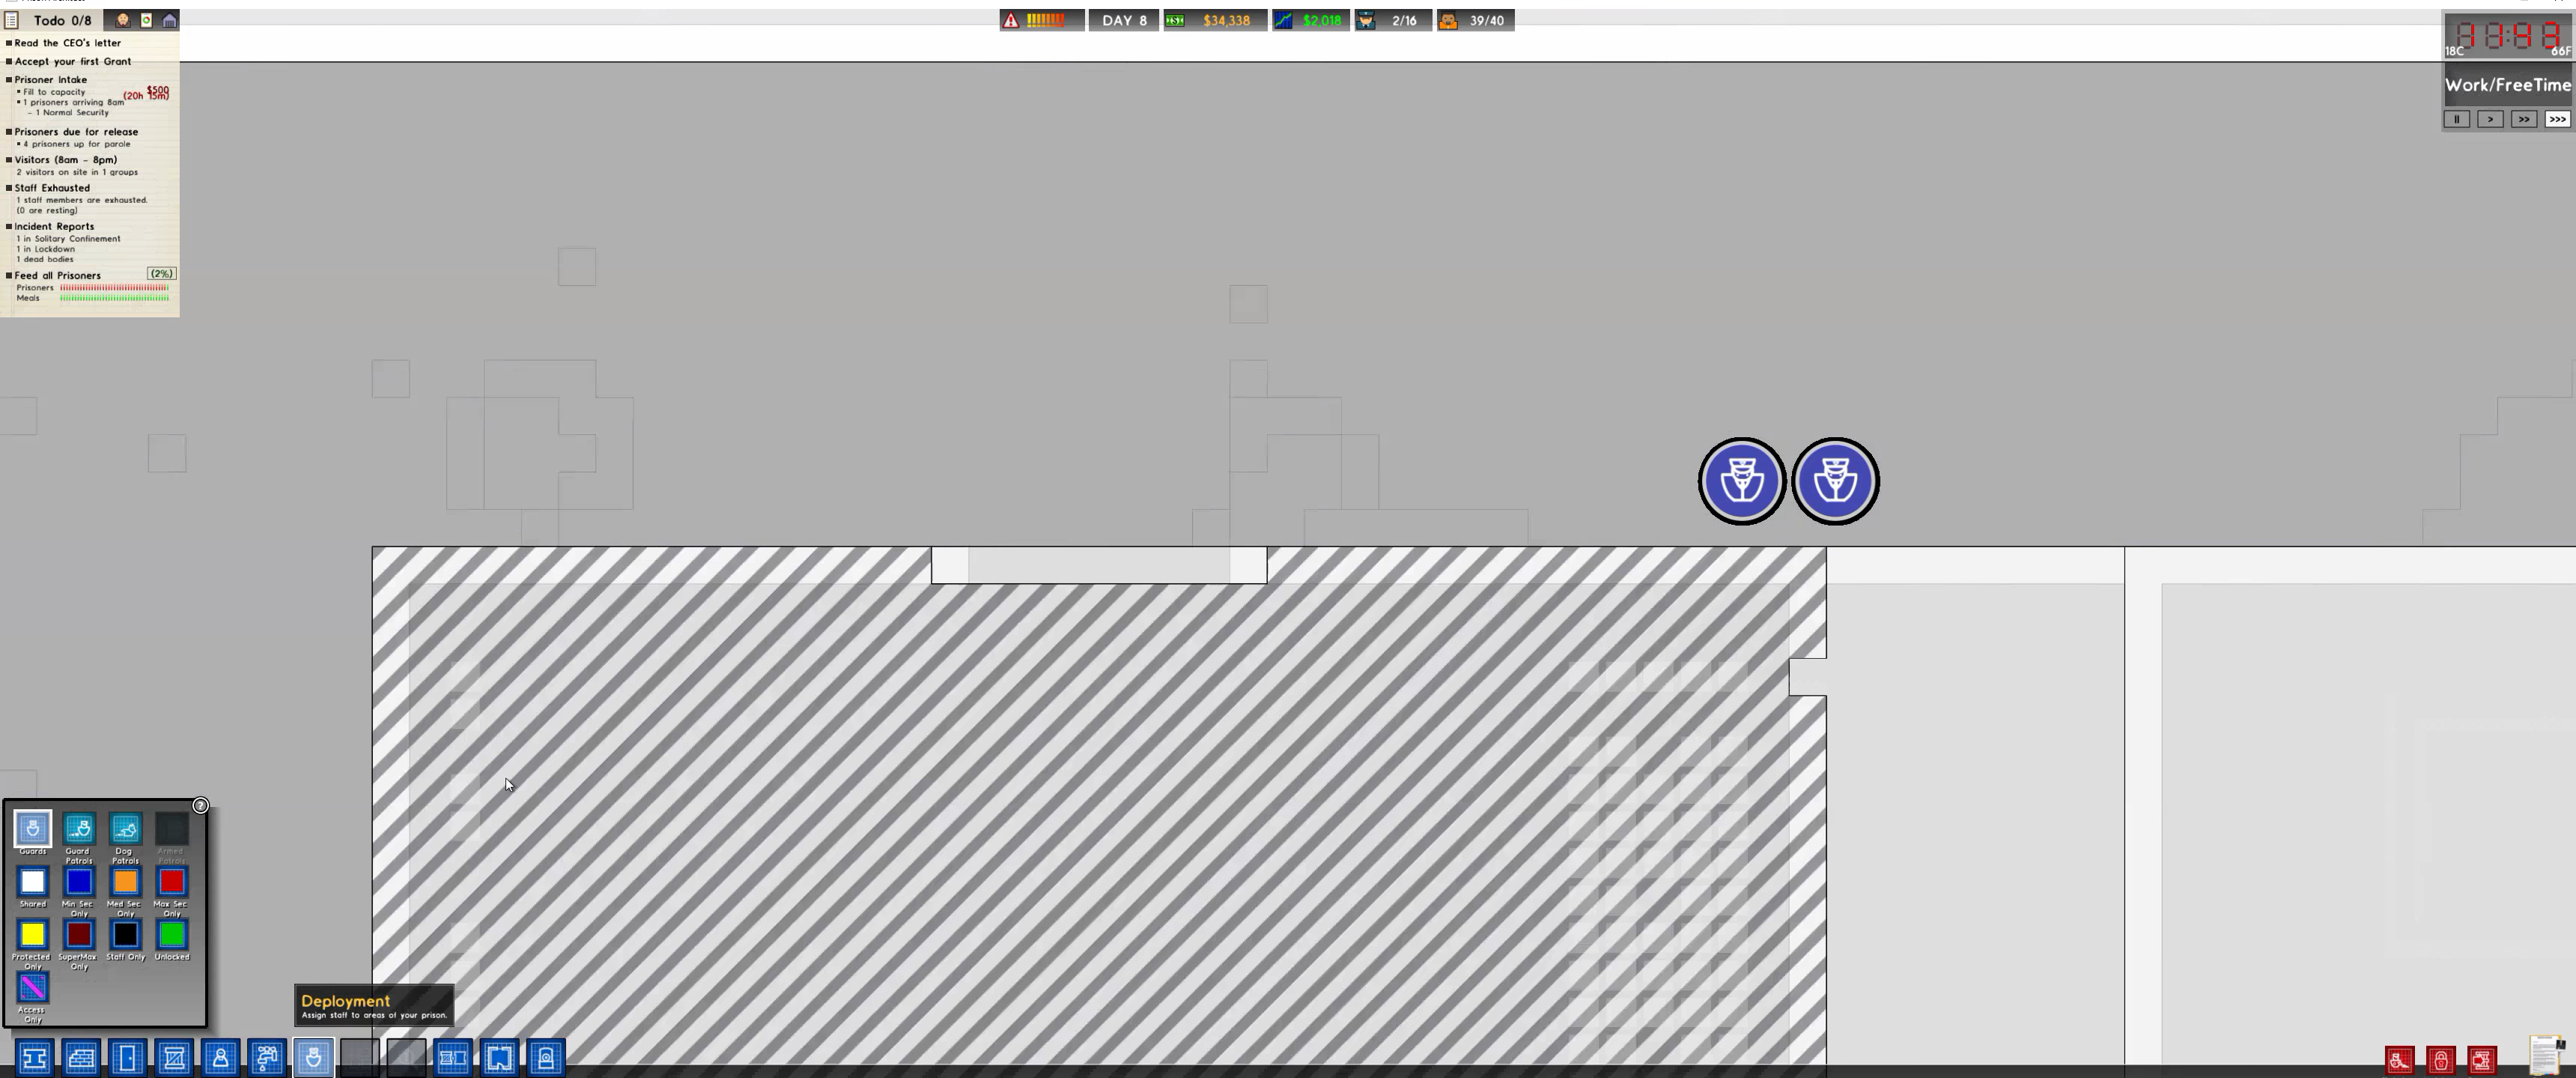 Todo 0/8
DAY 8
$34,338
$2,018
2/16
39/40
11:43
18C
66F
Work/FreeTime
II
>
>>
>>>
Read the CEO's letter
Accept your first Grant
Prisoner Intake
Fill to capacity
$500
1 prisoners arriving 8am
(20h 15m)
- 1 Normal Security
Prisoners due for release
4 prisoners up for parole
Visitors (8am - 8pm)
2 visitors on site in 1 groups
Staff Exhausted
1 staff members are exhausted.
(0 are resting)
Incident Reports
1 in Solitary Confinement
1 in Lockdown
1 dead bodies
Feed all Prisoners
(2%)
Prisoners
Meals
?
Guards
Guard Patrols
Dog Patrols
Armed Patrols
Shared
Min Sec Only
Med Sec Only
Max Sec Only
Protected Only
SuperMax Only
Staff Only
Unlocked
Access Only
Deployment
Assign staff to areas of your prison.